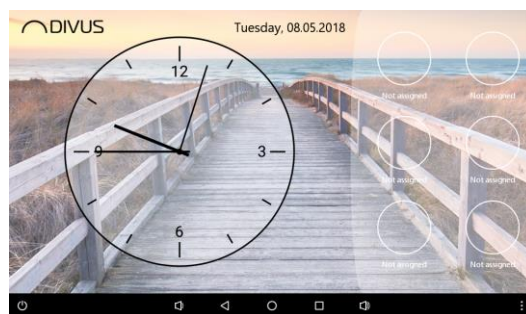 DIVUS
Tuesday, 08.05.2018
12
9
3
6
Not assigned
Not assigned
Not assigned
Not assigned
Not assigned
Not assigned